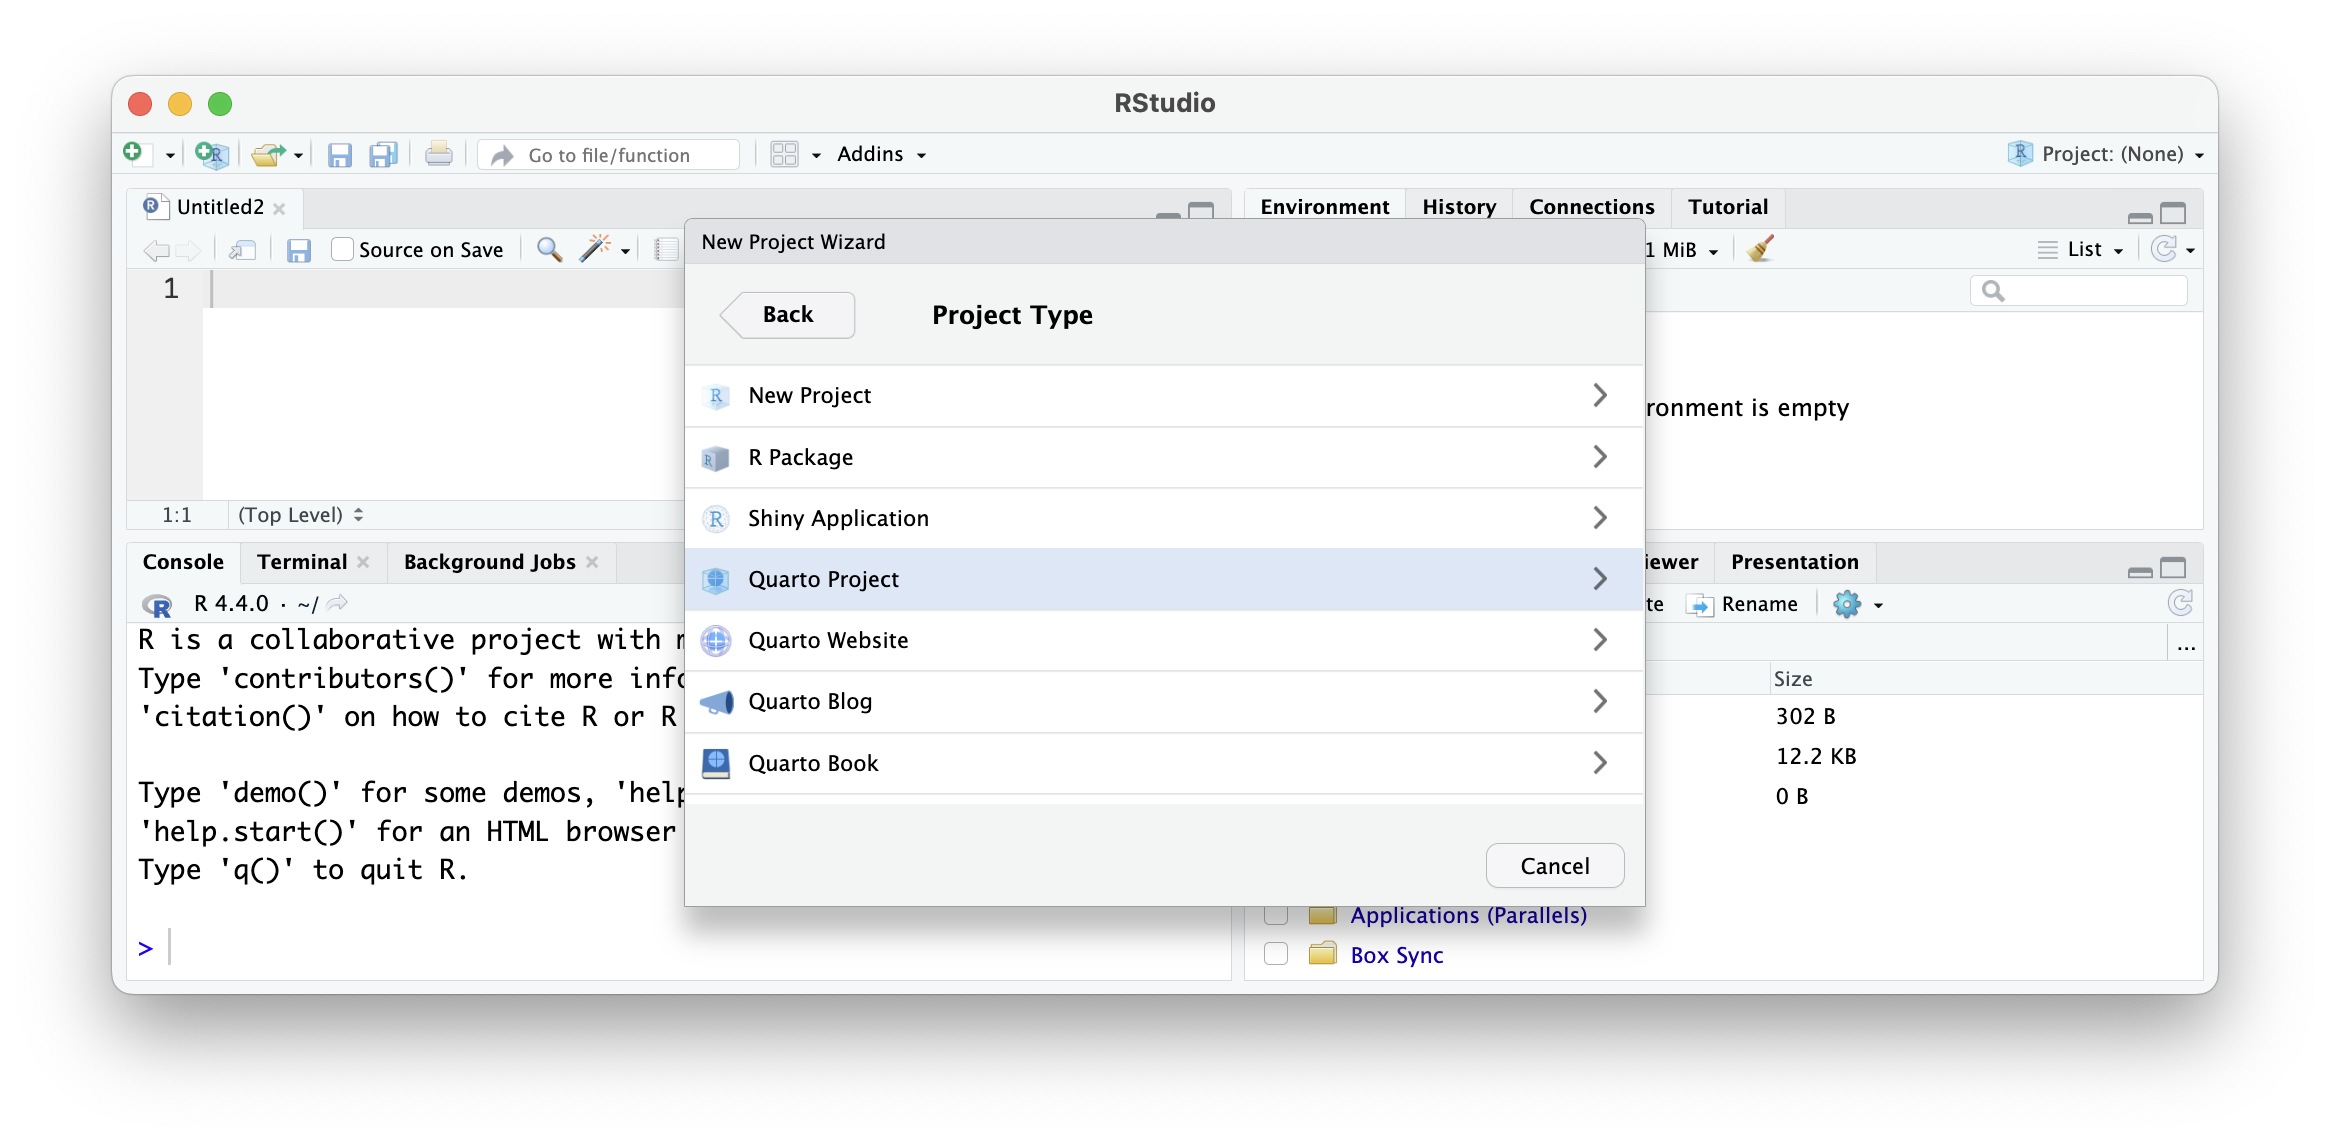 RStudio
Go to file/function
Addins
Project: (None)
Untitled2
Source on Save
1
1:1
(Top Level)
Environment
History
Connections
Tutorial
1 MiB
List
ronment is empty
New Project Wizard
Back
Project Type
New Project
R Package
Shiny Application
Quarto Project
Quarto Website
Quarto Blog
Quarto Book
Cancel
Console
Terminal
Background Jobs
R 4.4.0 · ~/
R is a collaborative project with
Type 'contributors()' for more info
'citation()' on how to cite R or R
Type 'demo()' for some demos, 'help
'help.start()' for an HTML browser
Type 'q()' to quit R.
>
iewer
Presentation
te
Rename
...
Size
302 B
12.2 KB
0 B
Applications (Parallels)
Box Sync